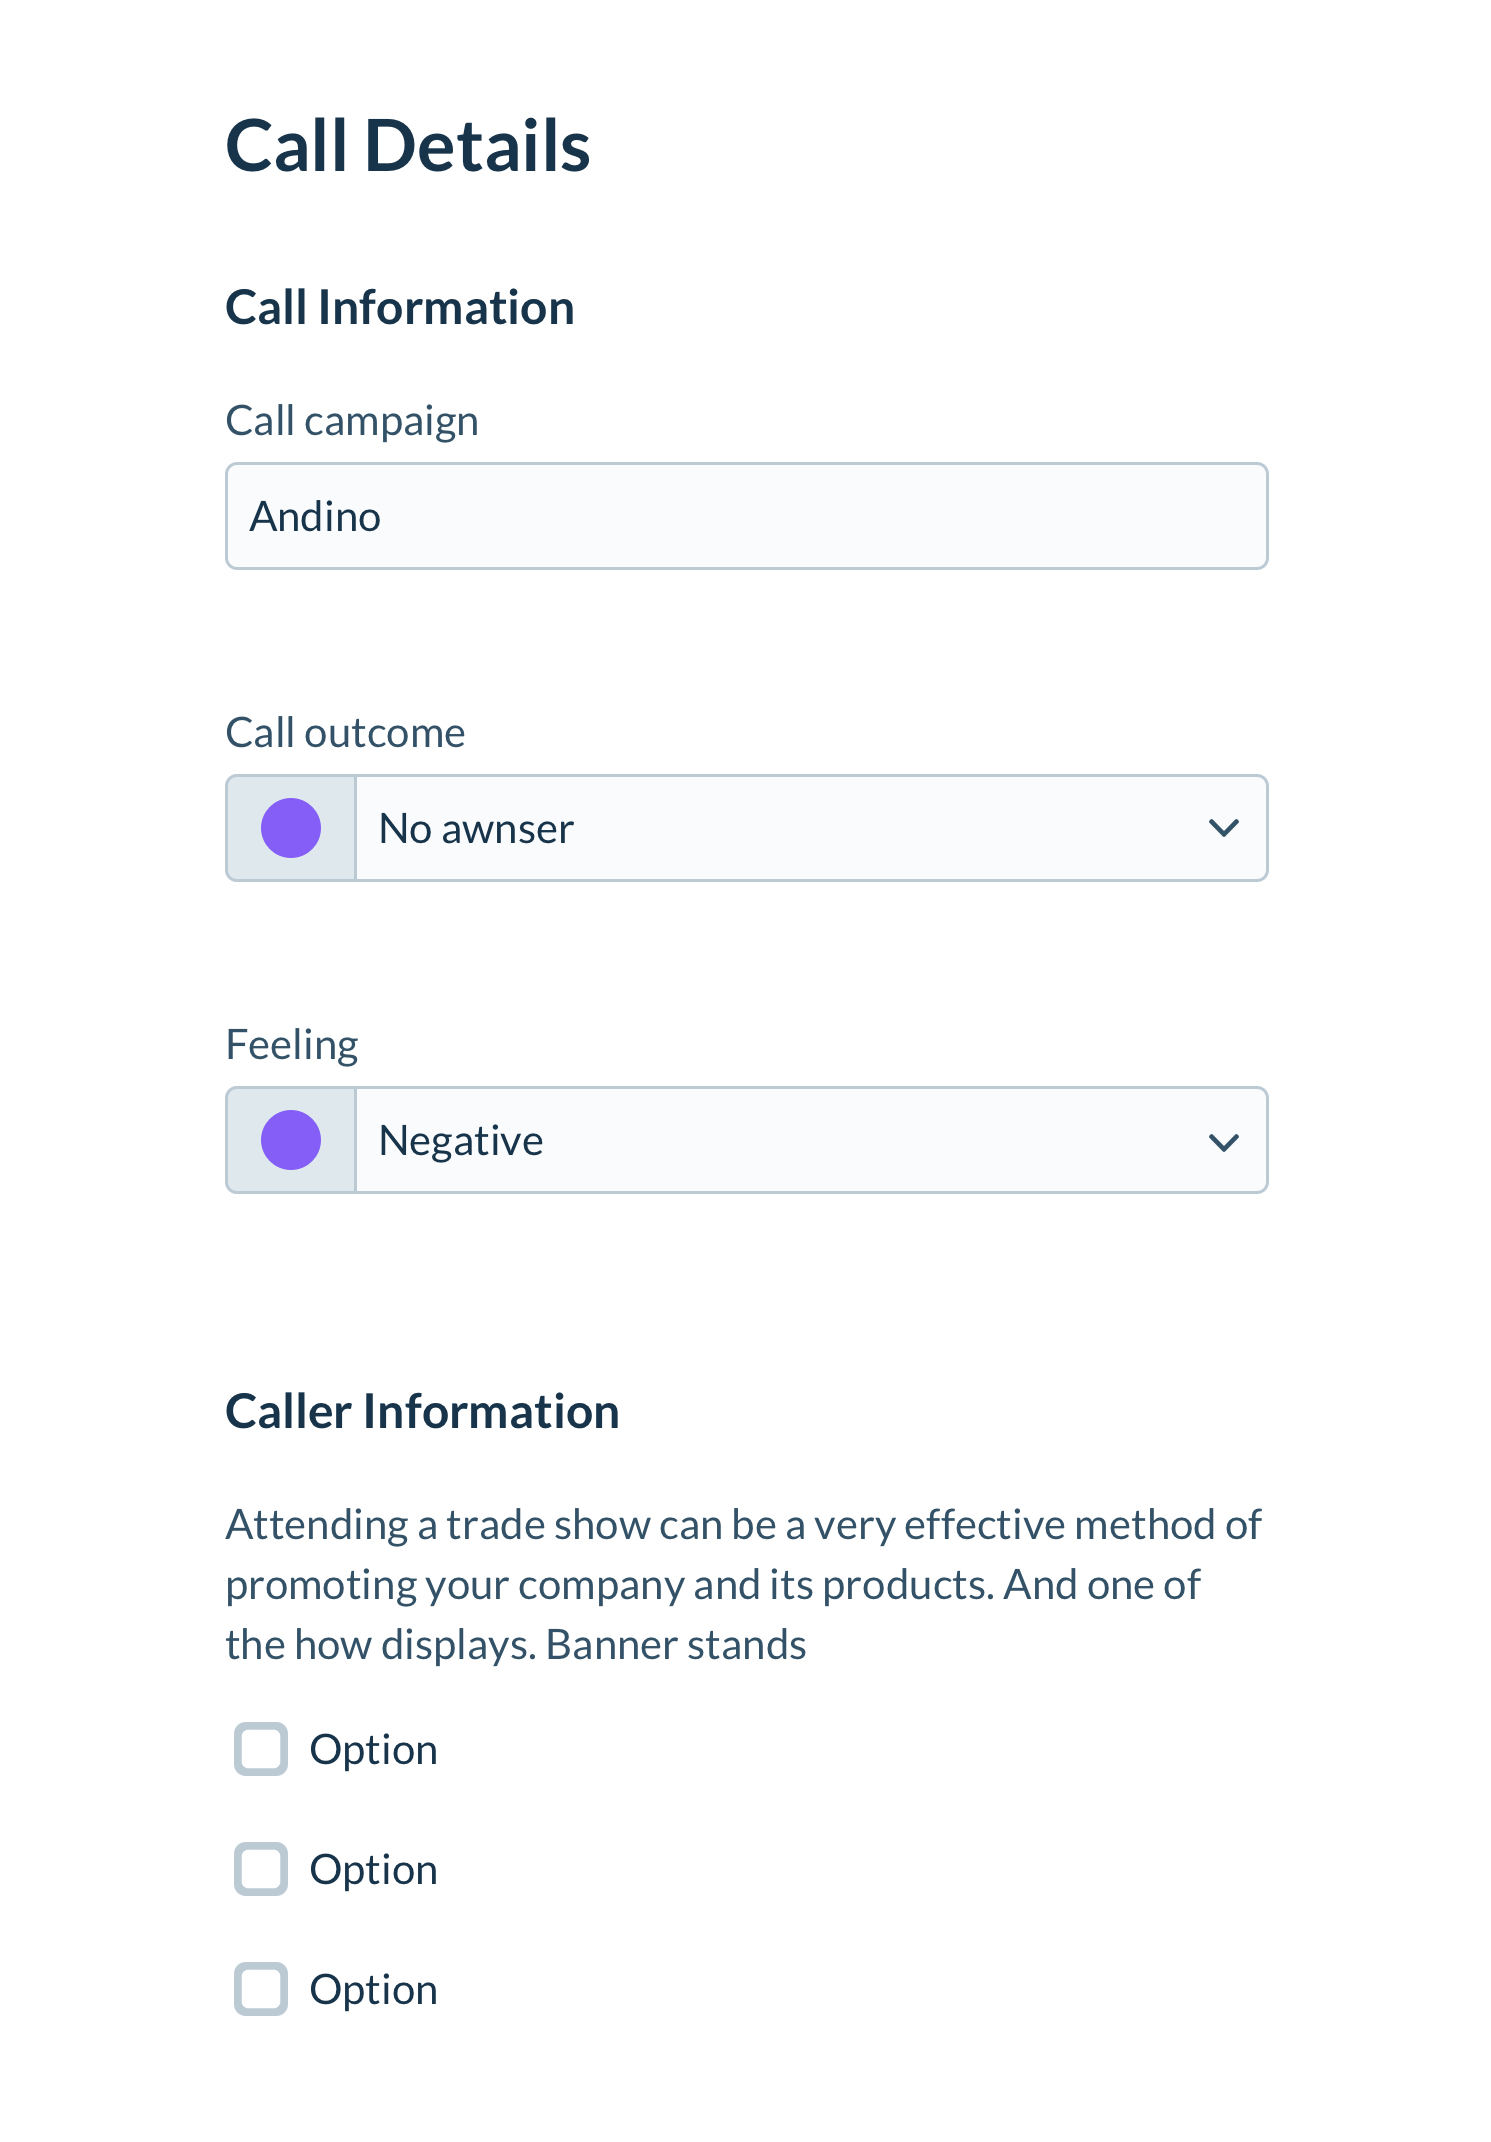 Call Details
Call Information
Call campaign
Andino
Call outcome
No awnser
Feeling
Negative
Caller Information
Attending a trade show can be a very effective method of
promoting your company and its products. And one of
the how displays. Banner stands
Option
Option
Option